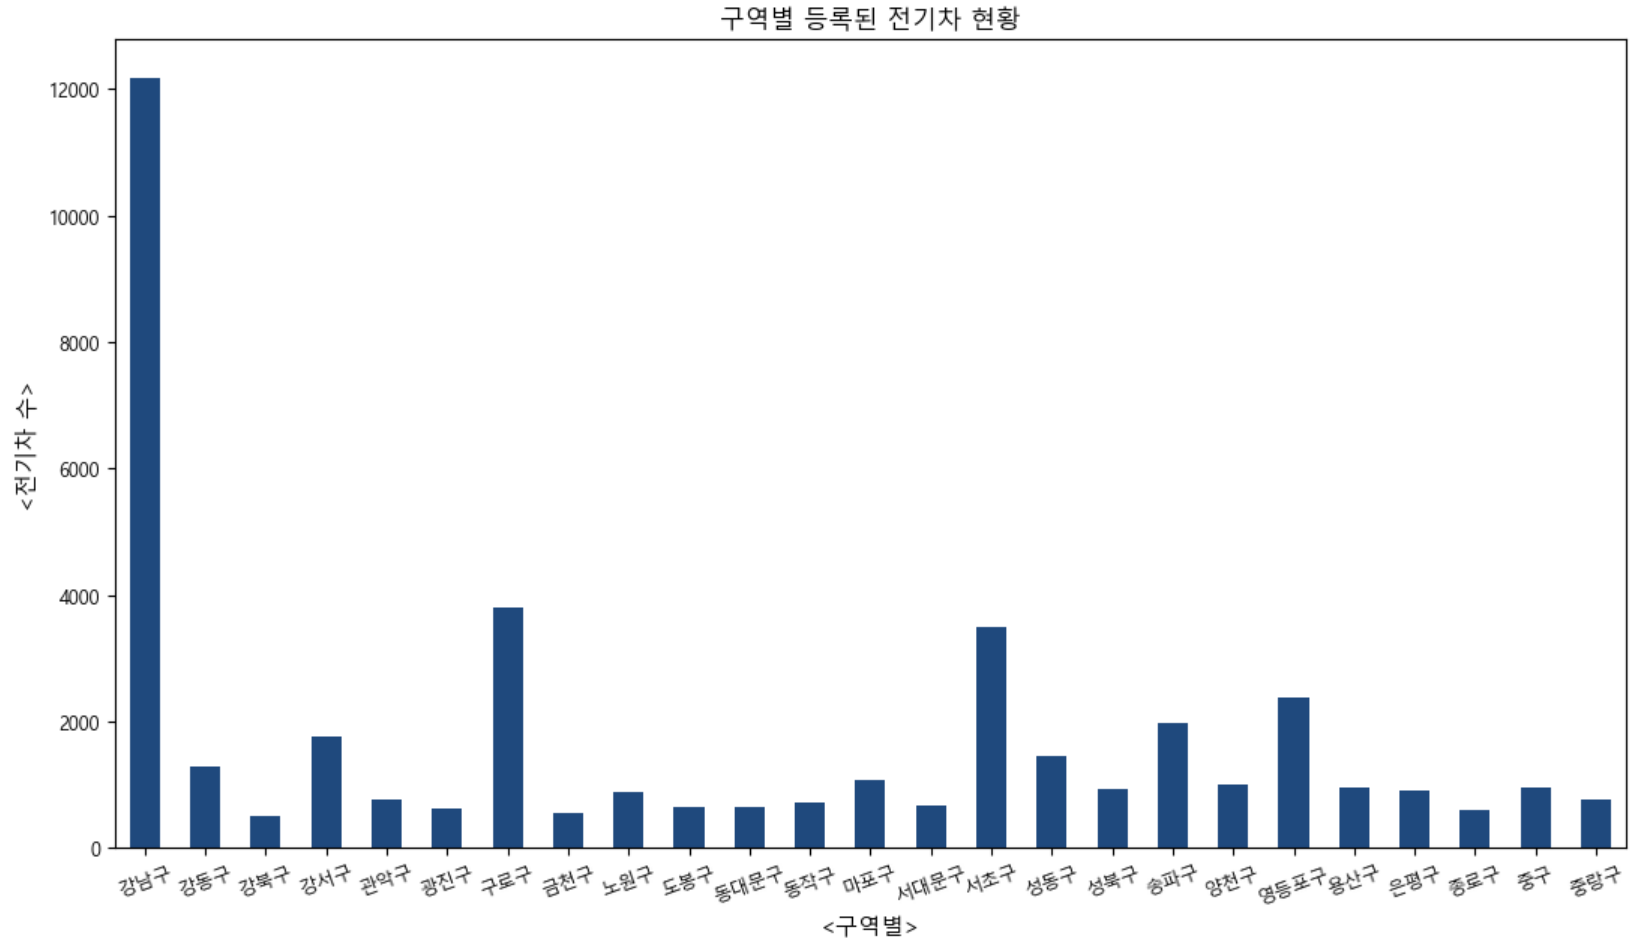 구역별 등록된 전기차 현황
12000
10000
8000
6000
4000
2000
0
<전기차 수>
강남구 강동구 강북구 강서구 관악구 광진구 구로구 금천구 노원구 도봉구 동대문구 동작구 마포구 서대문구 서초구 성동구 성북구 송파구 양천구 영등포구 용산구 은평구 종로구 중구 중랑구
<구역별>